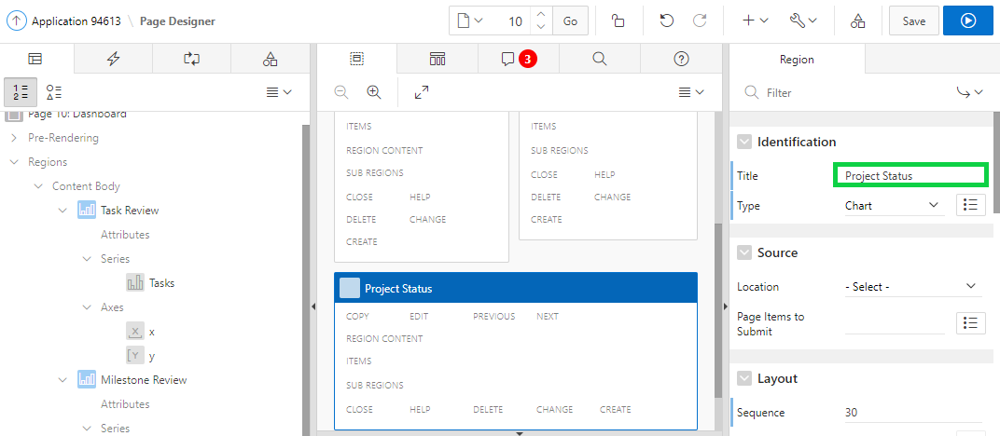 Application 94613 \ Page Designer
10 Go Save
3
Region
1 2
Filter
Page 10: Dashboard
Pre-Rendering
Regions
Content Body
Task Review
Attributes
Series
Tasks
Axes
x
y
Milestone Review
Attributes
Series
ITEMS
REGION CONTENT
SUB REGIONS
CLOSE HELP
DELETE CHANGE
CREATE
ITEMS
SUB REGIONS
CLOSE HELP
DELETE CHANGE
CREATE
Project Status
COPY EDIT PREVIOUS NEXT
REGION CONTENT
ITEMS
SUB REGIONS
CLOSE HELP DELETE CHANGE CREATE
Identification
Title Project Status
Type Chart
Source
Location - Select -
Page Items to
Submit
Layout
Sequence 30